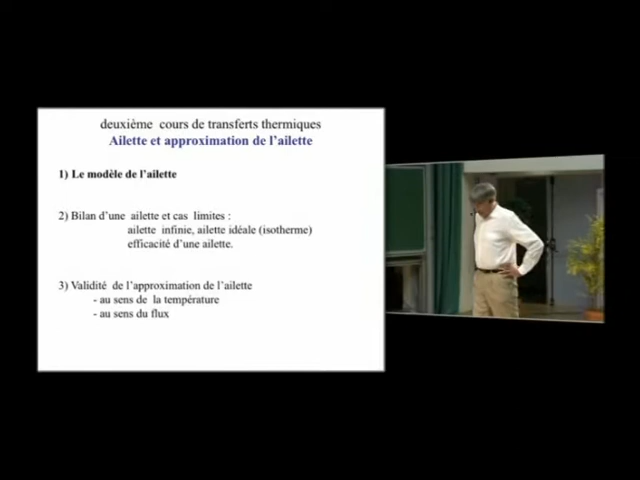 deuxième cours de transferts thermiques
Ailette et approximation de l'ailette
1) Le modèle de l'ailette
2) Bilan d'une ailette et cas limites :
ailette infinie, ailette idéale (isotherme)
efficacité d'une ailette.
3) Validité de l'approximation de l'ailette
- au sens de la température
- au sens du flux